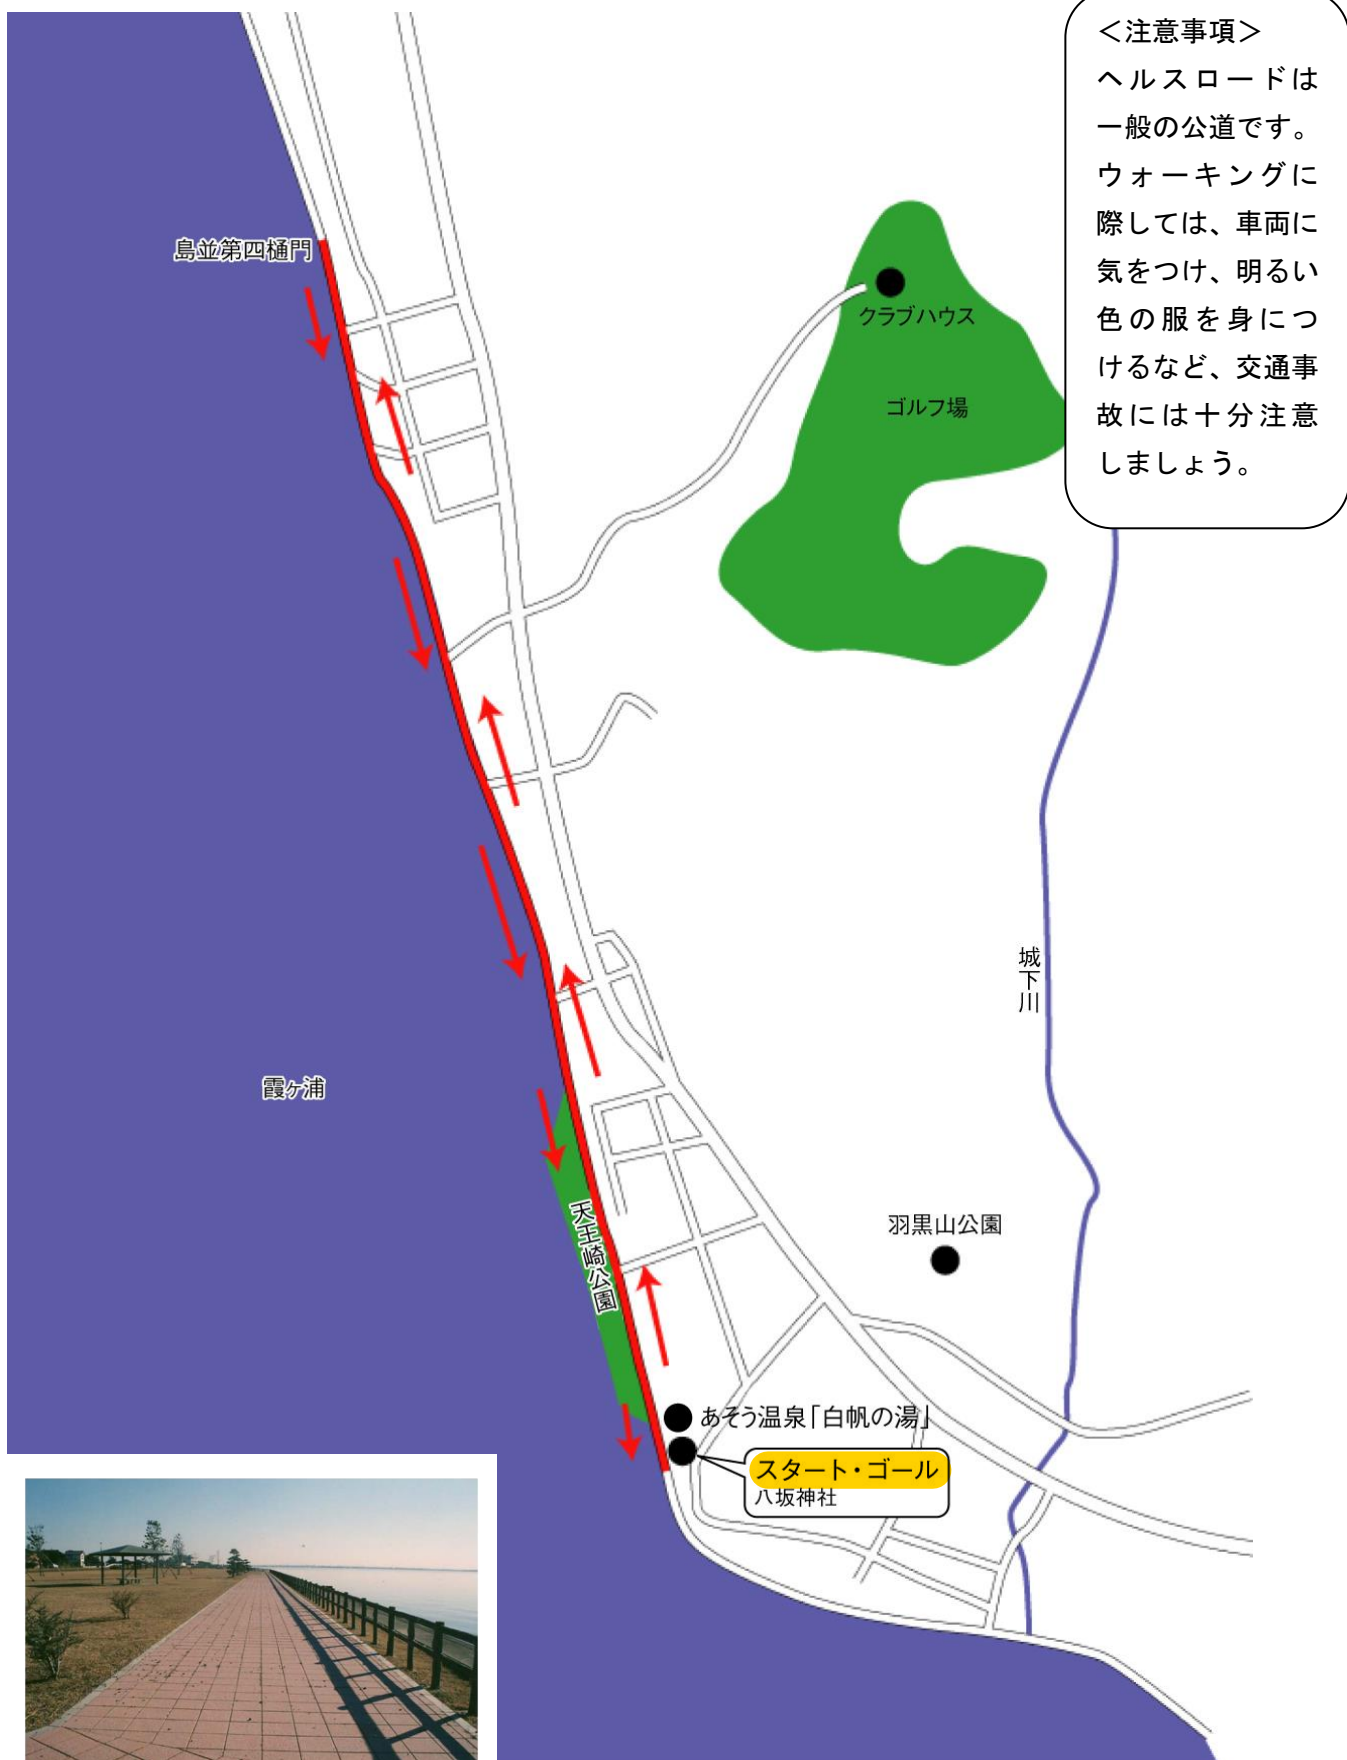 <注意事項>
ヘルスロードは
一般の公道です。
ウォーキングに
際しては、車両に
気をつけ、明るい
色の服を身につ
けるなど、交通事
故には十分注意
しましょう。
島並第四樋門
クラブハウス
ゴルフ場
城下川
霞ヶ浦
天王崎公園
羽黒山公園
あそう温泉「白帆の湯」
スタート・ゴール
八坂神社